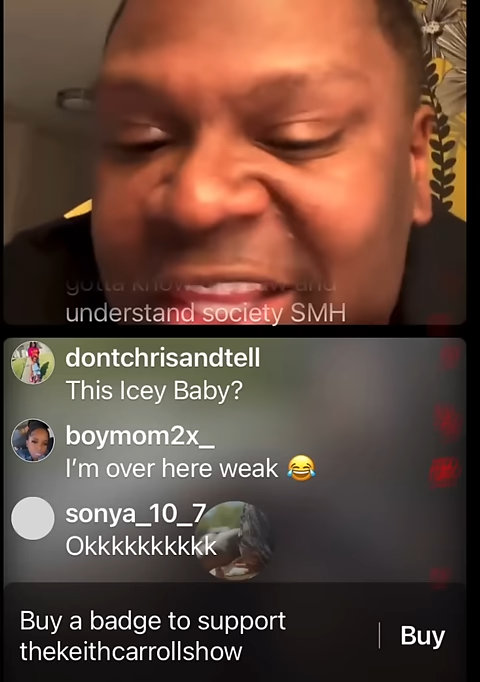 understand society SMH
dontchrisandtell
This Icey Baby?
boymom2x_
I'm over here weak 😂
sonya_10_7
Okkkkkkkkkk
Buy a badge to support
thekeithcarrollshow
Buy